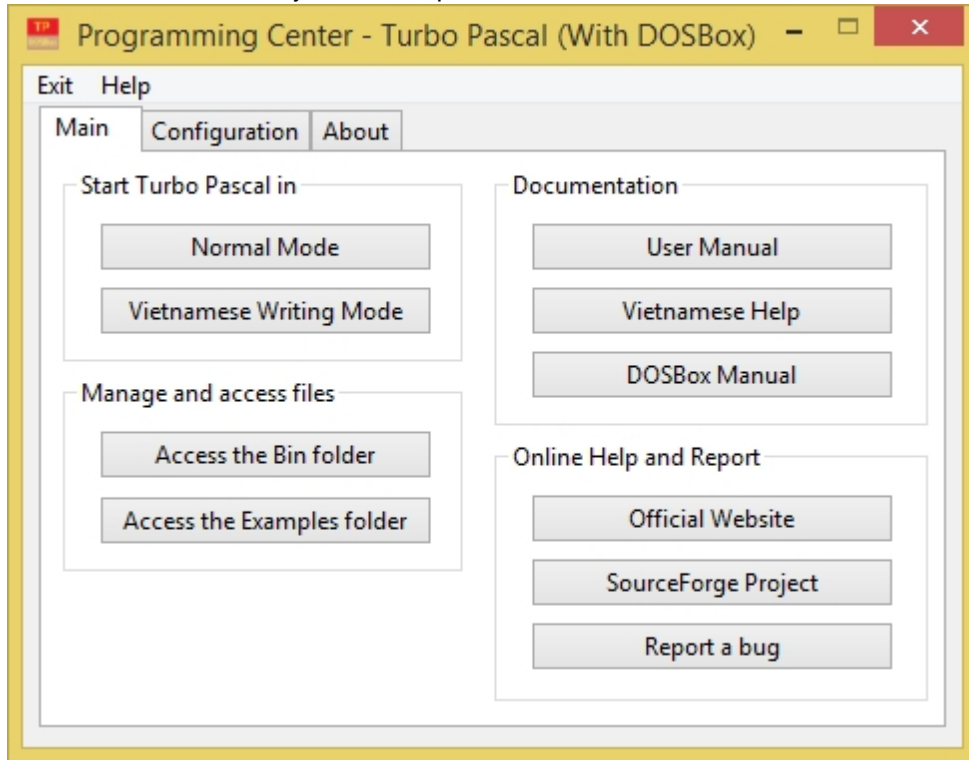 TP
Programming Center - Turbo Pascal (With DOSBox)
Exit Help
Main Configuration About
Start Turbo Pascal in
Normal Mode
Vietnamese Writing Mode
Manage and access files
Access the Bin folder
Access the Examples folder
Documentation
User Manual
Vietnamese Help
DOSBox Manual
Online Help and Report
Official Website
SourceForge Project
Report a bug